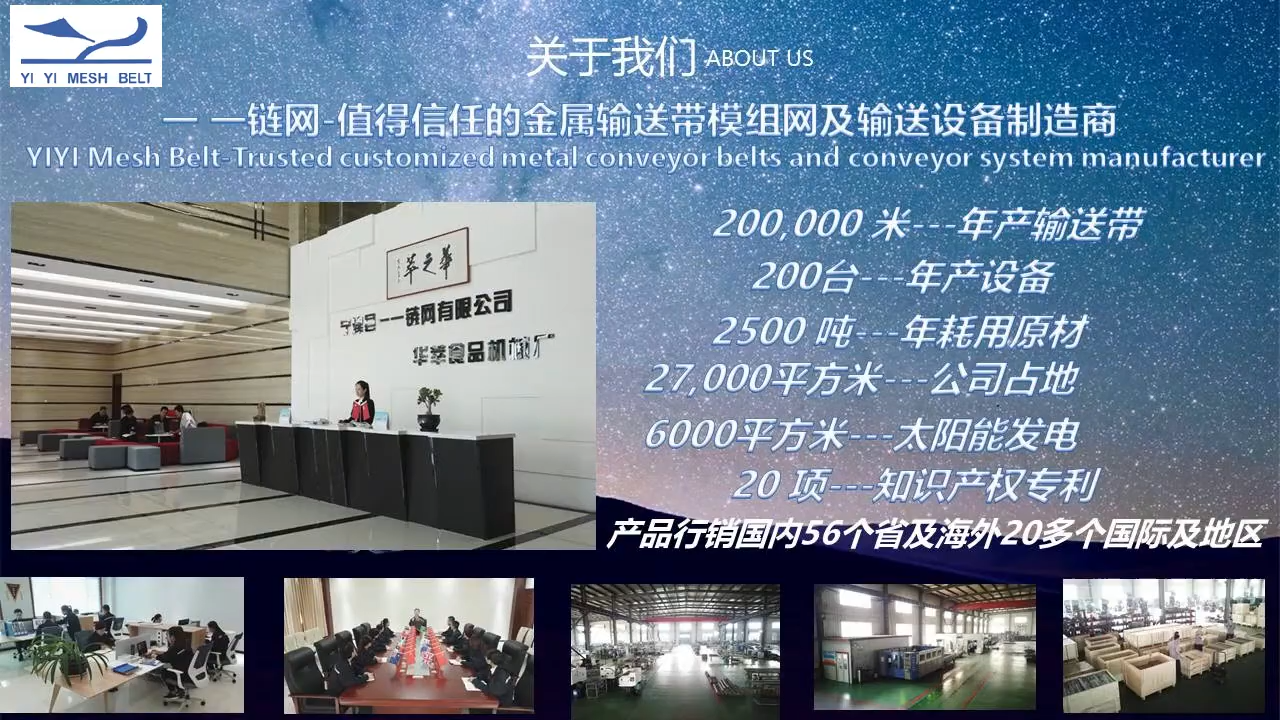 YI YI MESH BELT
关于我们 ABOUT US
一 一链网-值得信任的金属输送带模组网及输送设备制造商
YIYI Mesh Belt-Trusted customized metal conveyor belts and conveyor system manufacturer
200,000 米---年产输送带
200台---年产设备
2500 吨---年耗用原材
27,000平方米---公司占地
6000平方米---太阳能发电
20 项---知识产权专利
产品行销国内56个省及海外20多个国际及地区
萃之華
宁津县一一链网有限公司
华萃食品机械厂